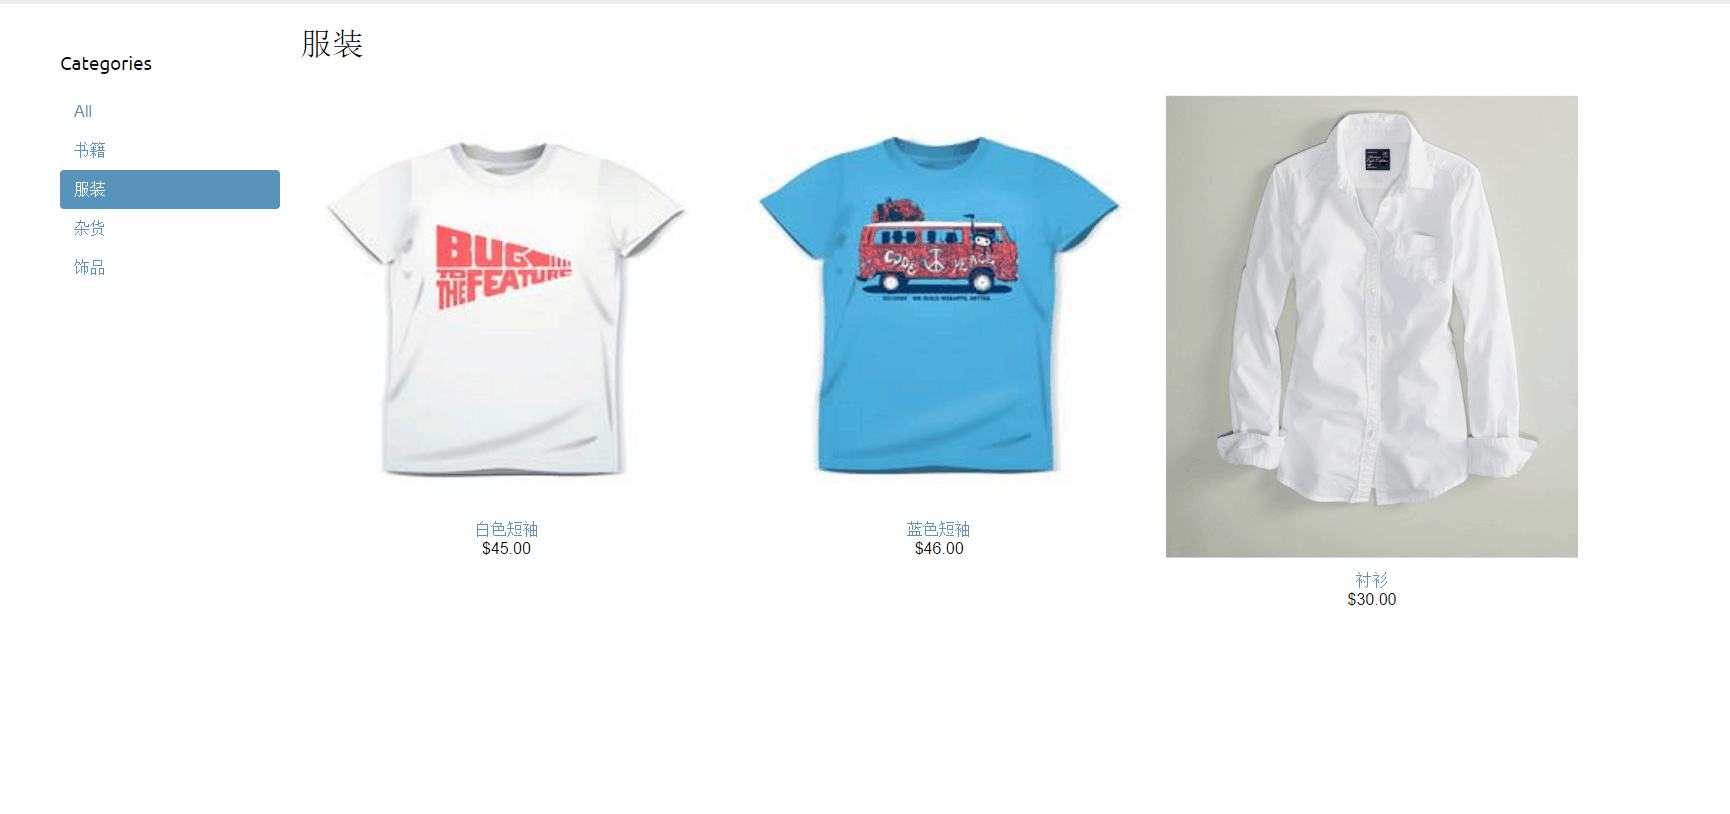 服装
Categories
All
书籍
服装
杂货
饰品
BUG
TO
THE FEATURE
CODE PEACE
白色短袖
$45.00
蓝色短袖
$46.00
衬衫
$30.00